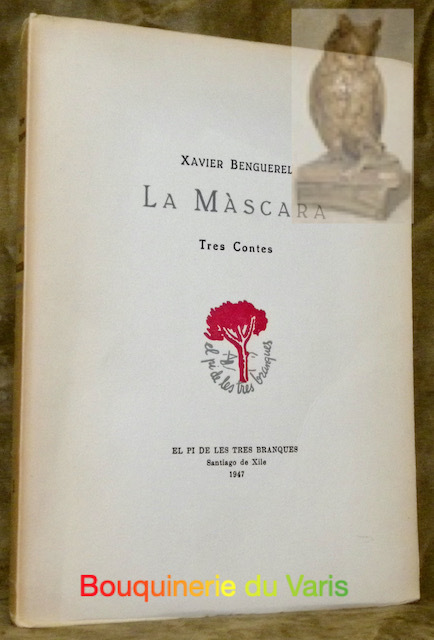 XAVIER BENGUEREL
LA MÀSCARA
Tres Contes
el pi de les tres branques
EL PI DE LES TRES BRANQUES
Santiago de Xile
1947
Bouquinerie du Varis